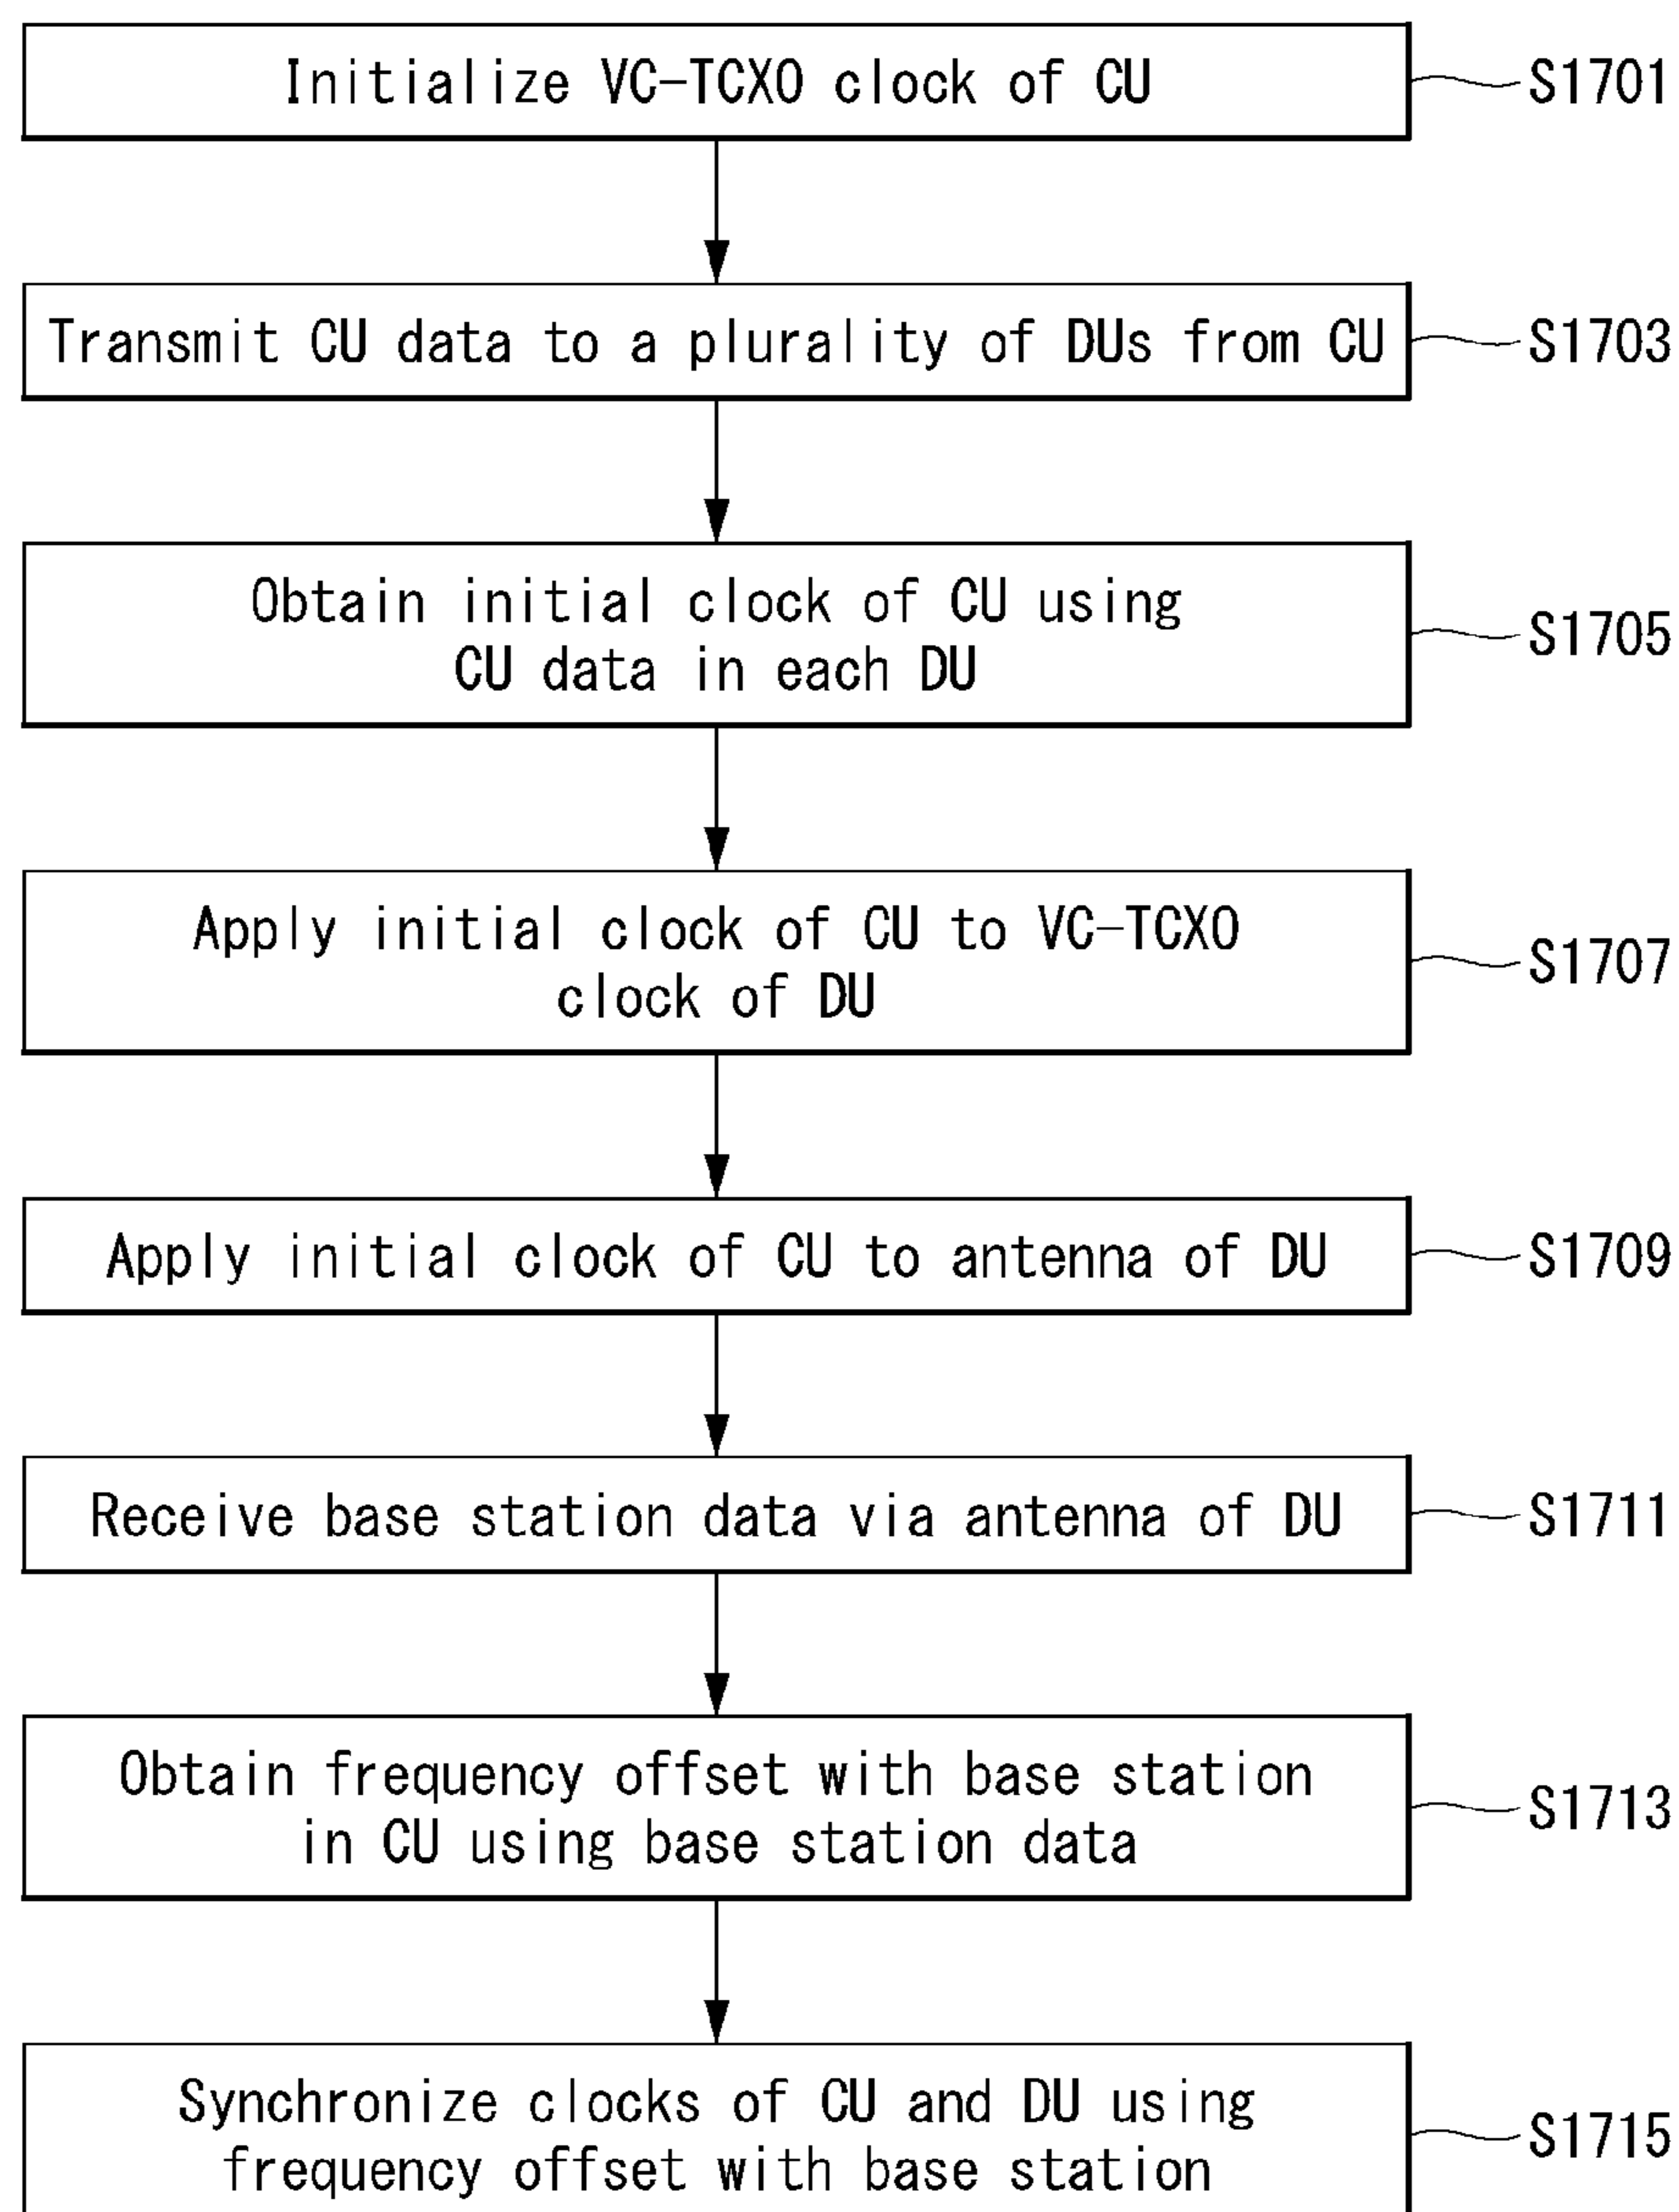 Initialize VC-TCXO clock of CU
S1701
Transmit CU data to a plurality of DUs from CU
S1703
Obtain initial clock of CU using
CU data in each DU
S1705
Apply initial clock of CU to VC-TCXO
clock of DU
S1707
Apply initial clock of CU to antenna of DU
S1709
Receive base station data via antenna of DU
S1711
Obtain frequency offset with base station
in CU using base station data
S1713
Synchronize clocks of CU and DU using
frequency offset with base station
S1715